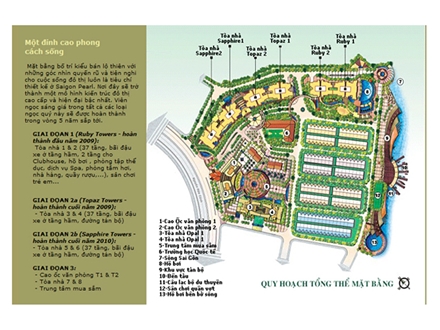 Một đỉnh cao phong
cách sống
Mặt bằng bố trí kiểu bán lộ thiên với
những góc nhìn quyến rũ và tiện nghi
cho cuộc sống đô thị luôn là tiêu chí
thiết kế ở Saigon Pearl. Nơi đây sẽ trở
thành một mô hình kiến trúc đô thị
cao cấp và hiện đại bậc nhất. Viên
ngọc sáng giá trong tất cả các loại
ngọc quý này sẽ được hoàn thành
trong vòng 5 năm sắp tới.
GIAI ĐOẠN 1 (Ruby Towers - hoàn
thành đầu năm 2009):
Tòa nhà 1 & 2 (37 tầng, bãi đậu
xe ở tầng hầm, 2 tầng cho
Clubhouse, hồ bơi , phòng tập thể
dục, dịch vụ Spa, phòng tắm hơi,
nhà hàng, quầy rượu....); sân chơi
trẻ em...
GIAI ĐOẠN 2a (Topaz Towers -
hoàn thành cuối năm 2009):
- Tòa nhà 3 & 4 (37 tầng, bãi đậu
xe ở tầng hầm, đường tản bộ)
GIAI ĐOẠN 2b (Sapphire Towers -
hoàn thành cuối năm 2010):
- Tòa nhà 5 & 6 (37 tầng, bãi đậu
xe ở tầng hầm, đường tản bộ)
GIAI ĐOẠN 3:
- Cao ốc văn phòng T1 & T2
- Tòa nhà 7 & 8
- Trung tâm mua sắm
Tòa nhà
Sapphire2
Tòa nhà
Sapphire1
Tòa nhà
Topaz 2
Tòa nhà
Topaz 1
Tòa nhà
Ruby 2
Tòa nhà
Ruby 1
1-Cao Ốc văn phòng 1
2-Cao Ốc văn phòng 2
3-Tòa nhà Opal 1
4-Tòa nhà Opal 1
5-Trung tâm mua sắm
6-Trường học Quốc tế
7-Sông Sài Gòn
8-Hồ bơi
9-Khu vực tản bộ
10-Bến tàu
11-Câu lạc bộ du thuyền
12-Sân chơi quần vợt
13-Hồ bơi bên bờ sông
QUY HOẠCH TỔNG THỂ MẶT BẰNG